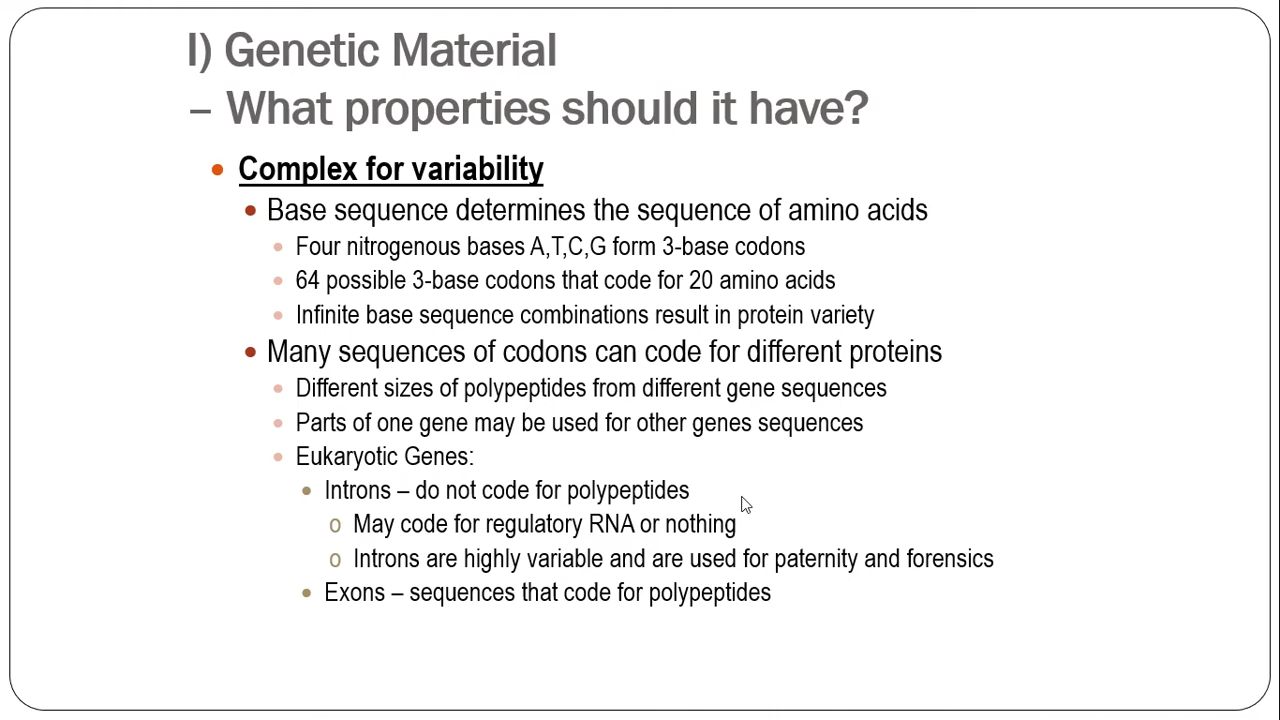 I) Genetic Material
– What properties should it have?
• Complex for variability
• Base sequence determines the sequence of amino acids
• Four nitrogenous bases A,T,C,G form 3-base codons
• 64 possible 3-base codons that code for 20 amino acids
• Infinite base sequence combinations result in protein variety
• Many sequences of codons can code for different proteins
• Different sizes of polypeptides from different gene sequences
• Parts of one gene may be used for other genes sequences
• Eukaryotic Genes:
• Introns – do not code for polypeptides
o May code for regulatory RNA or nothing
o Introns are highly variable and are used for paternity and forensics
• Exons – sequences that code for polypeptides